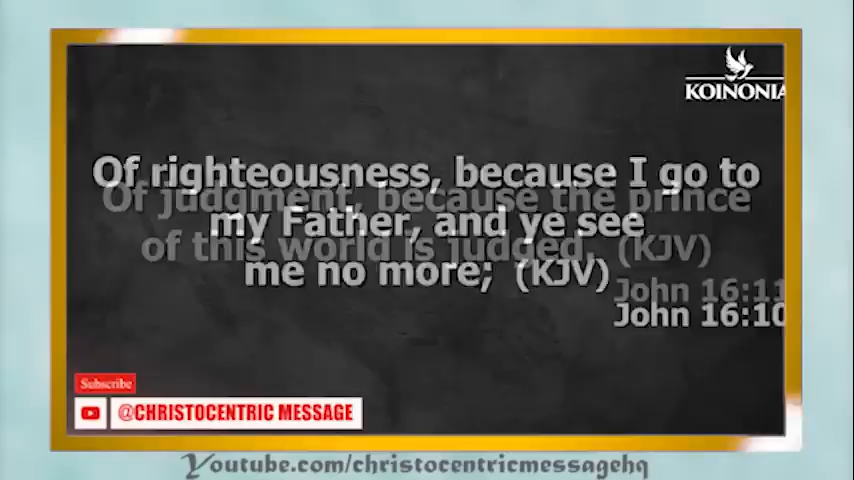 KOINONIA
Of righteousness, because I go to
my Father, and ye see
me no more; (KJV)
John 16:10
Of judgment, because the prince
of this world is judged. (KJV)
John 16:11
Subscribe
@CHRISTOCENTRIC MESSAGE
Youtube.com/christocentricmessagehq